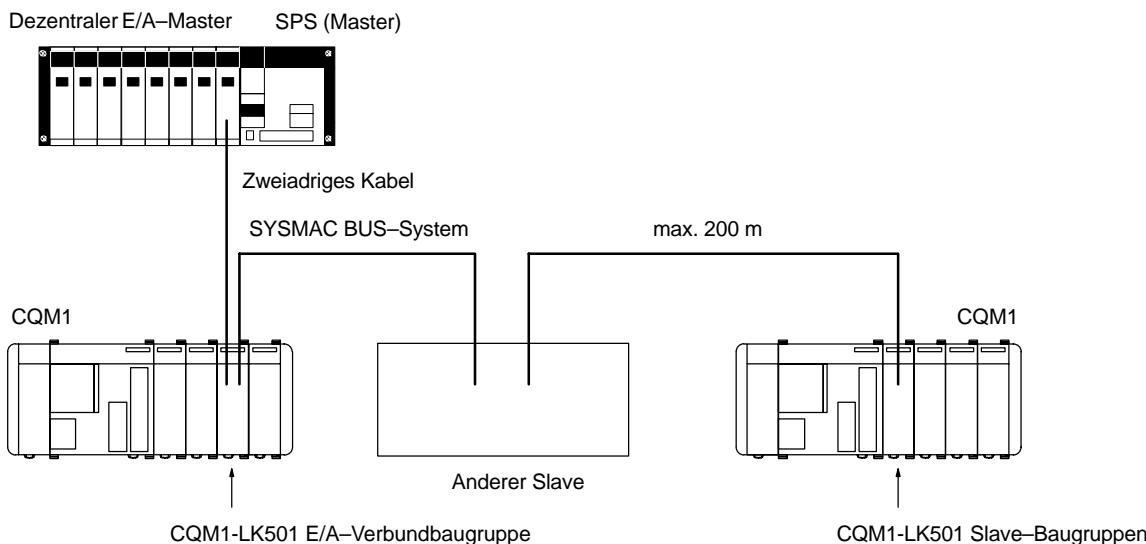 Dezentraler E/A–Master SPS (Master)
Zweiadriges Kabel
SYSMAC BUS–System max. 200 m
CQM1 CQM1
Anderer Slave
CQM1-LK501 E/A–Verbundbaugruppe CQM1-LK501 Slave–Baugruppen